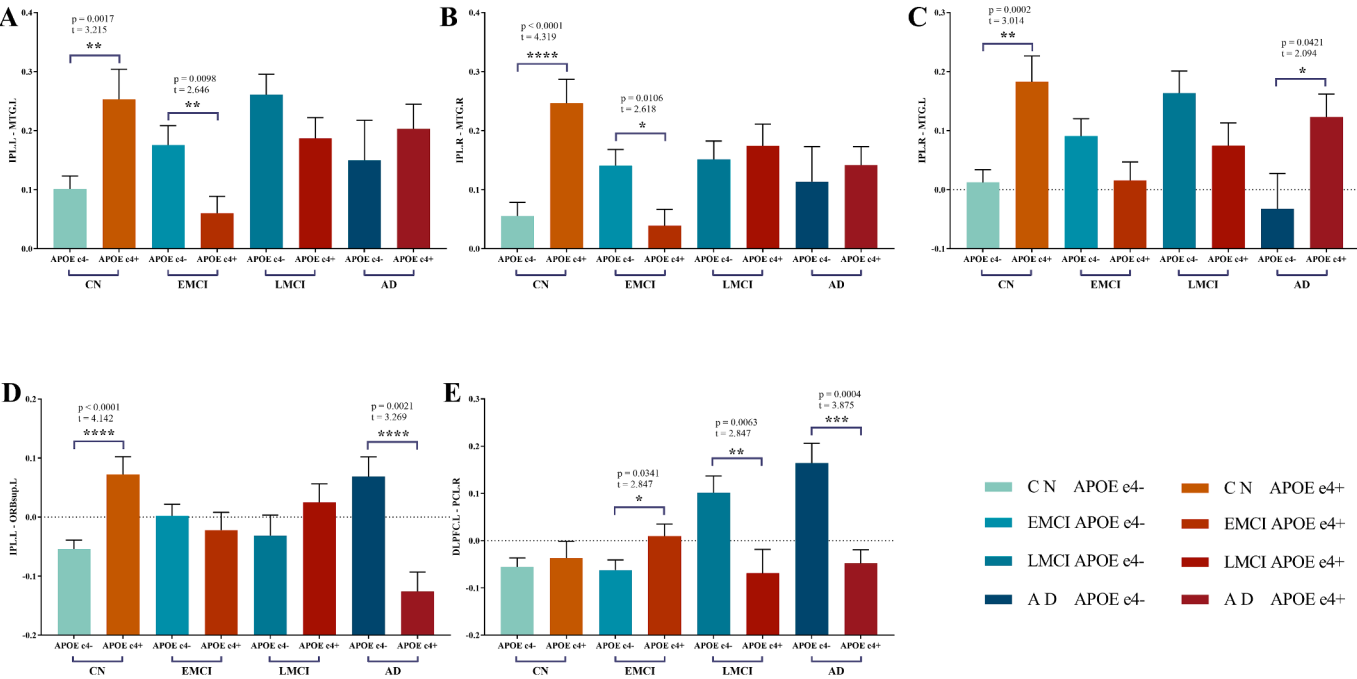 A
p = 0.0017
t = 3.215
**
p = 0.0098
t = 2.646
**
IPL.L - MTG.L
0.4
0.3
0.2
0.1
0.0
APOE e4- APOE e4+ APOE e4- APOE e4+ APOE e4- APOE e4+ APOE e4- APOE e4+
CN EMCI LMCI AD
B
p < 0.0001
t = 4.319
****
p = 0.0106
t = 2.618
*
IPL.R - MTG.R
0.4
0.3
0.2
0.1
0.0
APOE e4- APOE e4+ APOE e4- APOE e4+ APOE e4- APOE e4+ APOE e4- APOE e4+
CN EMCI LMCI AD
C
p = 0.0002
t = 3.014
**
p = 0.0421
t = 2.094
*
IPL.R - MTG.L
0.3
0.2
0.1
0.0
-0.1
APOE e4- APOE e4+ APOE e4- APOE e4+ APOE e4- APOE e4+ APOE e4- APOE e4+
CN EMCI LMCI AD
D
p < 0.0001
t = 4.142
****
p = 0.0021
t = 3.269
****
IPL.L - ORBsup.L
0.2
0.1
0.0
-0.1
-0.2
APOE e4- APOE e4+ APOE e4- APOE e4+ APOE e4- APOE e4+ APOE e4- APOE e4+
CN EMCI LMCI AD
E
p = 0.0341
t = 2.847
*
p = 0.0063
t = 2.847
**
p = 0.0004
t = 3.875
***
DLPFC.L - PCL.R
0.3
0.2
0.1
0.0
-0.1
-0.2
APOE e4- APOE e4+ APOE e4- APOE e4+ APOE e4- APOE e4+ APOE e4- APOE e4+
CN EMCI LMCI AD
C N APOE e4- C N APOE e4+
EMCI APOE e4- EMCI APOE e4+
LMCI APOE e4- LMCI APOE e4+
A D APOE e4- A D APOE e4+